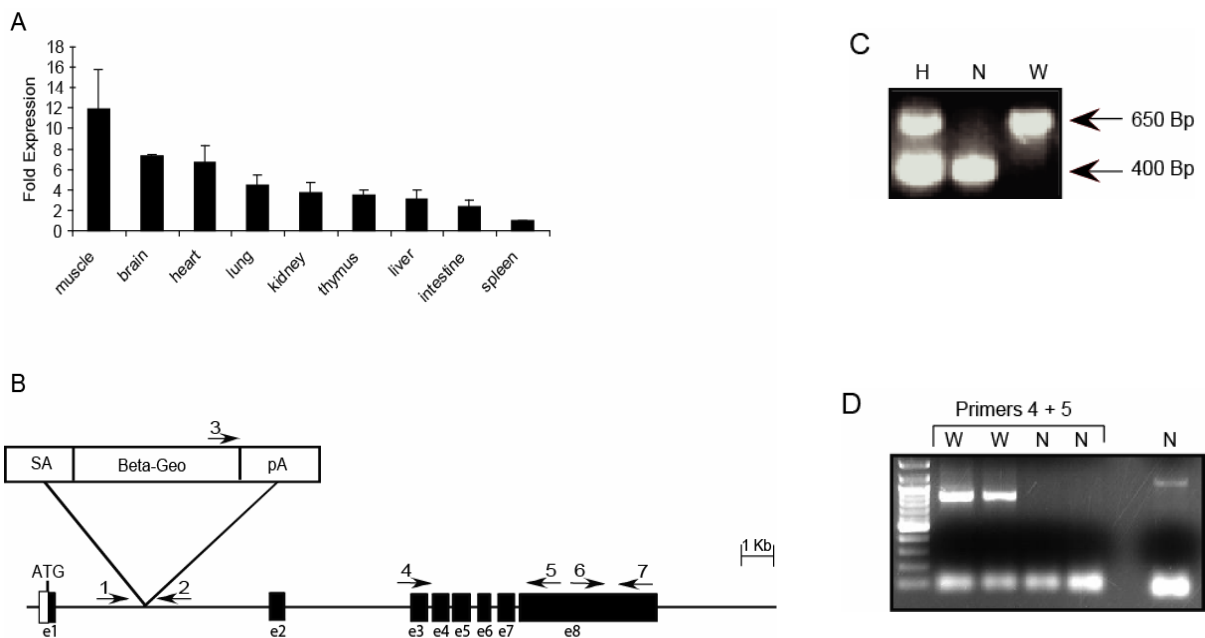 A
Fold Expression
18
16
14
12
10
8
6
4
2
0
muscle
brain
heart
lung
kidney
thymus
liver
intestine
spleen
B
3
SA
Beta-Geo
pA
1 Kb
ATG
1
2
4
5
6
7
e1
e2
e3
e4
e5
e6
e7
e8
C
H N W
650 Bp
400 Bp
D
Primers 4 + 5
W W N N N